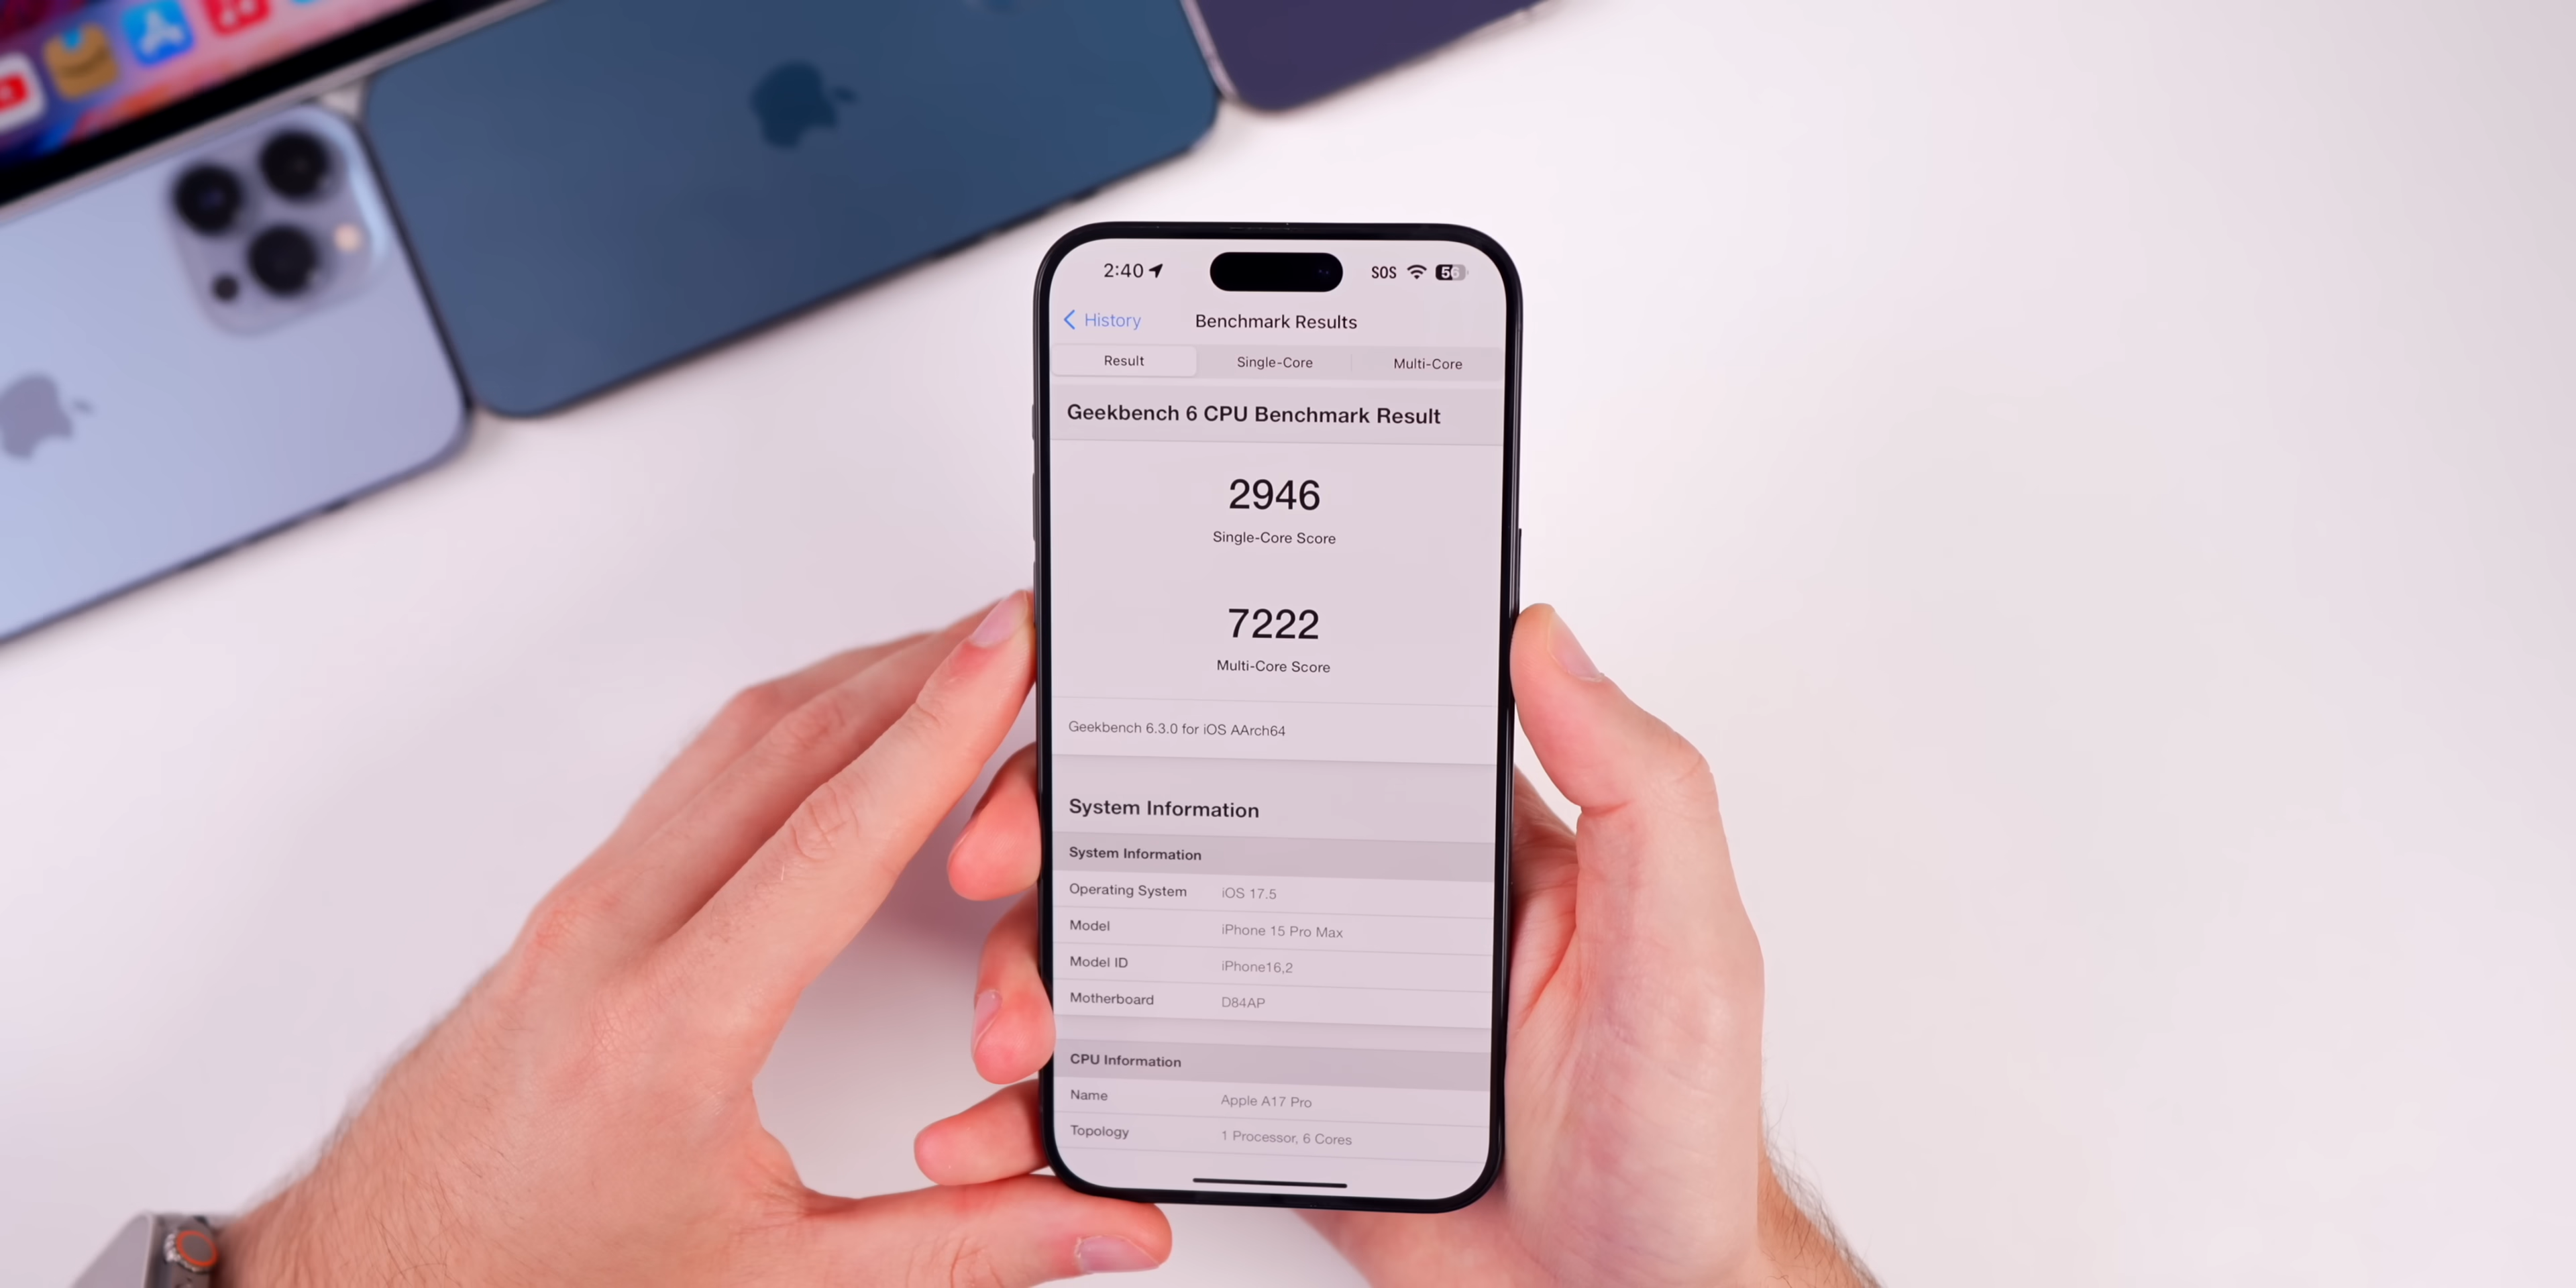 2:40 SOS 56
History Benchmark Results
Result Single-Core Multi-Core
Geekbench 6 CPU Benchmark Result
2946
Single-Core Score
7222
Multi-Core Score
Geekbench 6.3.0 for iOS AArch64
System Information
System Information
Operating System iOS 17.5
Model iPhone 15 Pro Max
Model ID iPhone16,2
Motherboard D84AP
CPU Information
Name Apple A17 Pro
Topology 1 Processor, 6 Cores